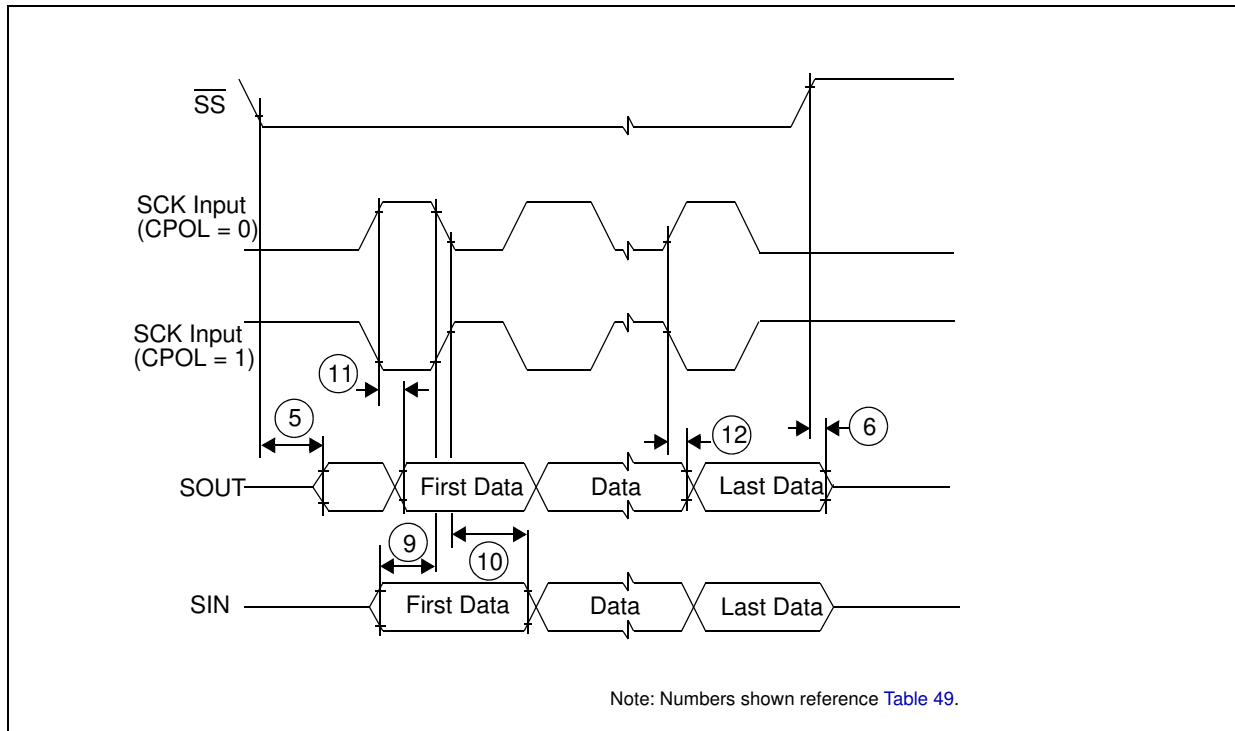 SS
SCK Input
(CPOL = 0)
SCK Input
(CPOL = 1)
11
5
12
6
SOUT
First Data
Data
Last Data
9
10
SIN
First Data
Data
Last Data
Note: Numbers shown reference Table 49.